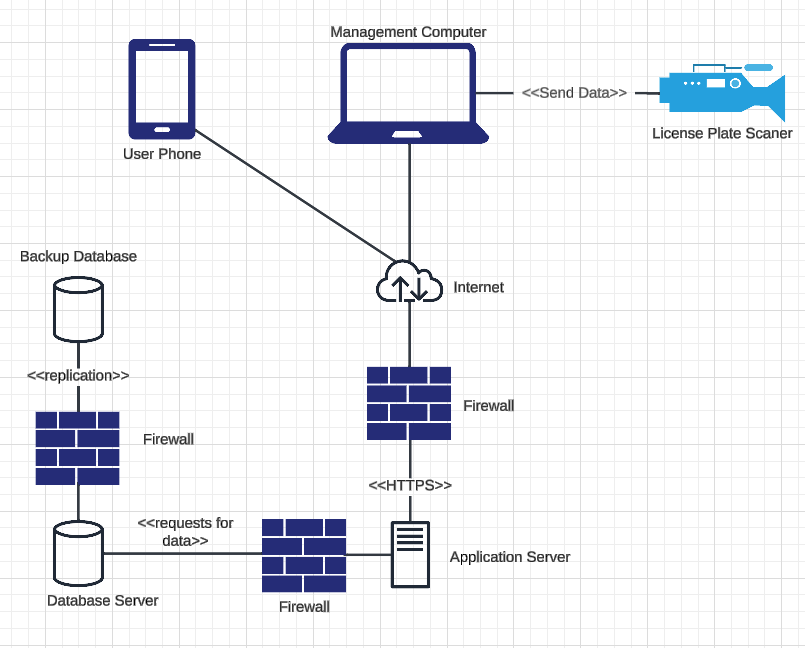 Management Computer
<<Send Data>>
License Plate Scaner
User Phone
Backup Database
Internet
<<replication>>
Firewall
Firewall
<<HTTPS>>
<<requests for
data>>
Application Server
Database Server
Firewall